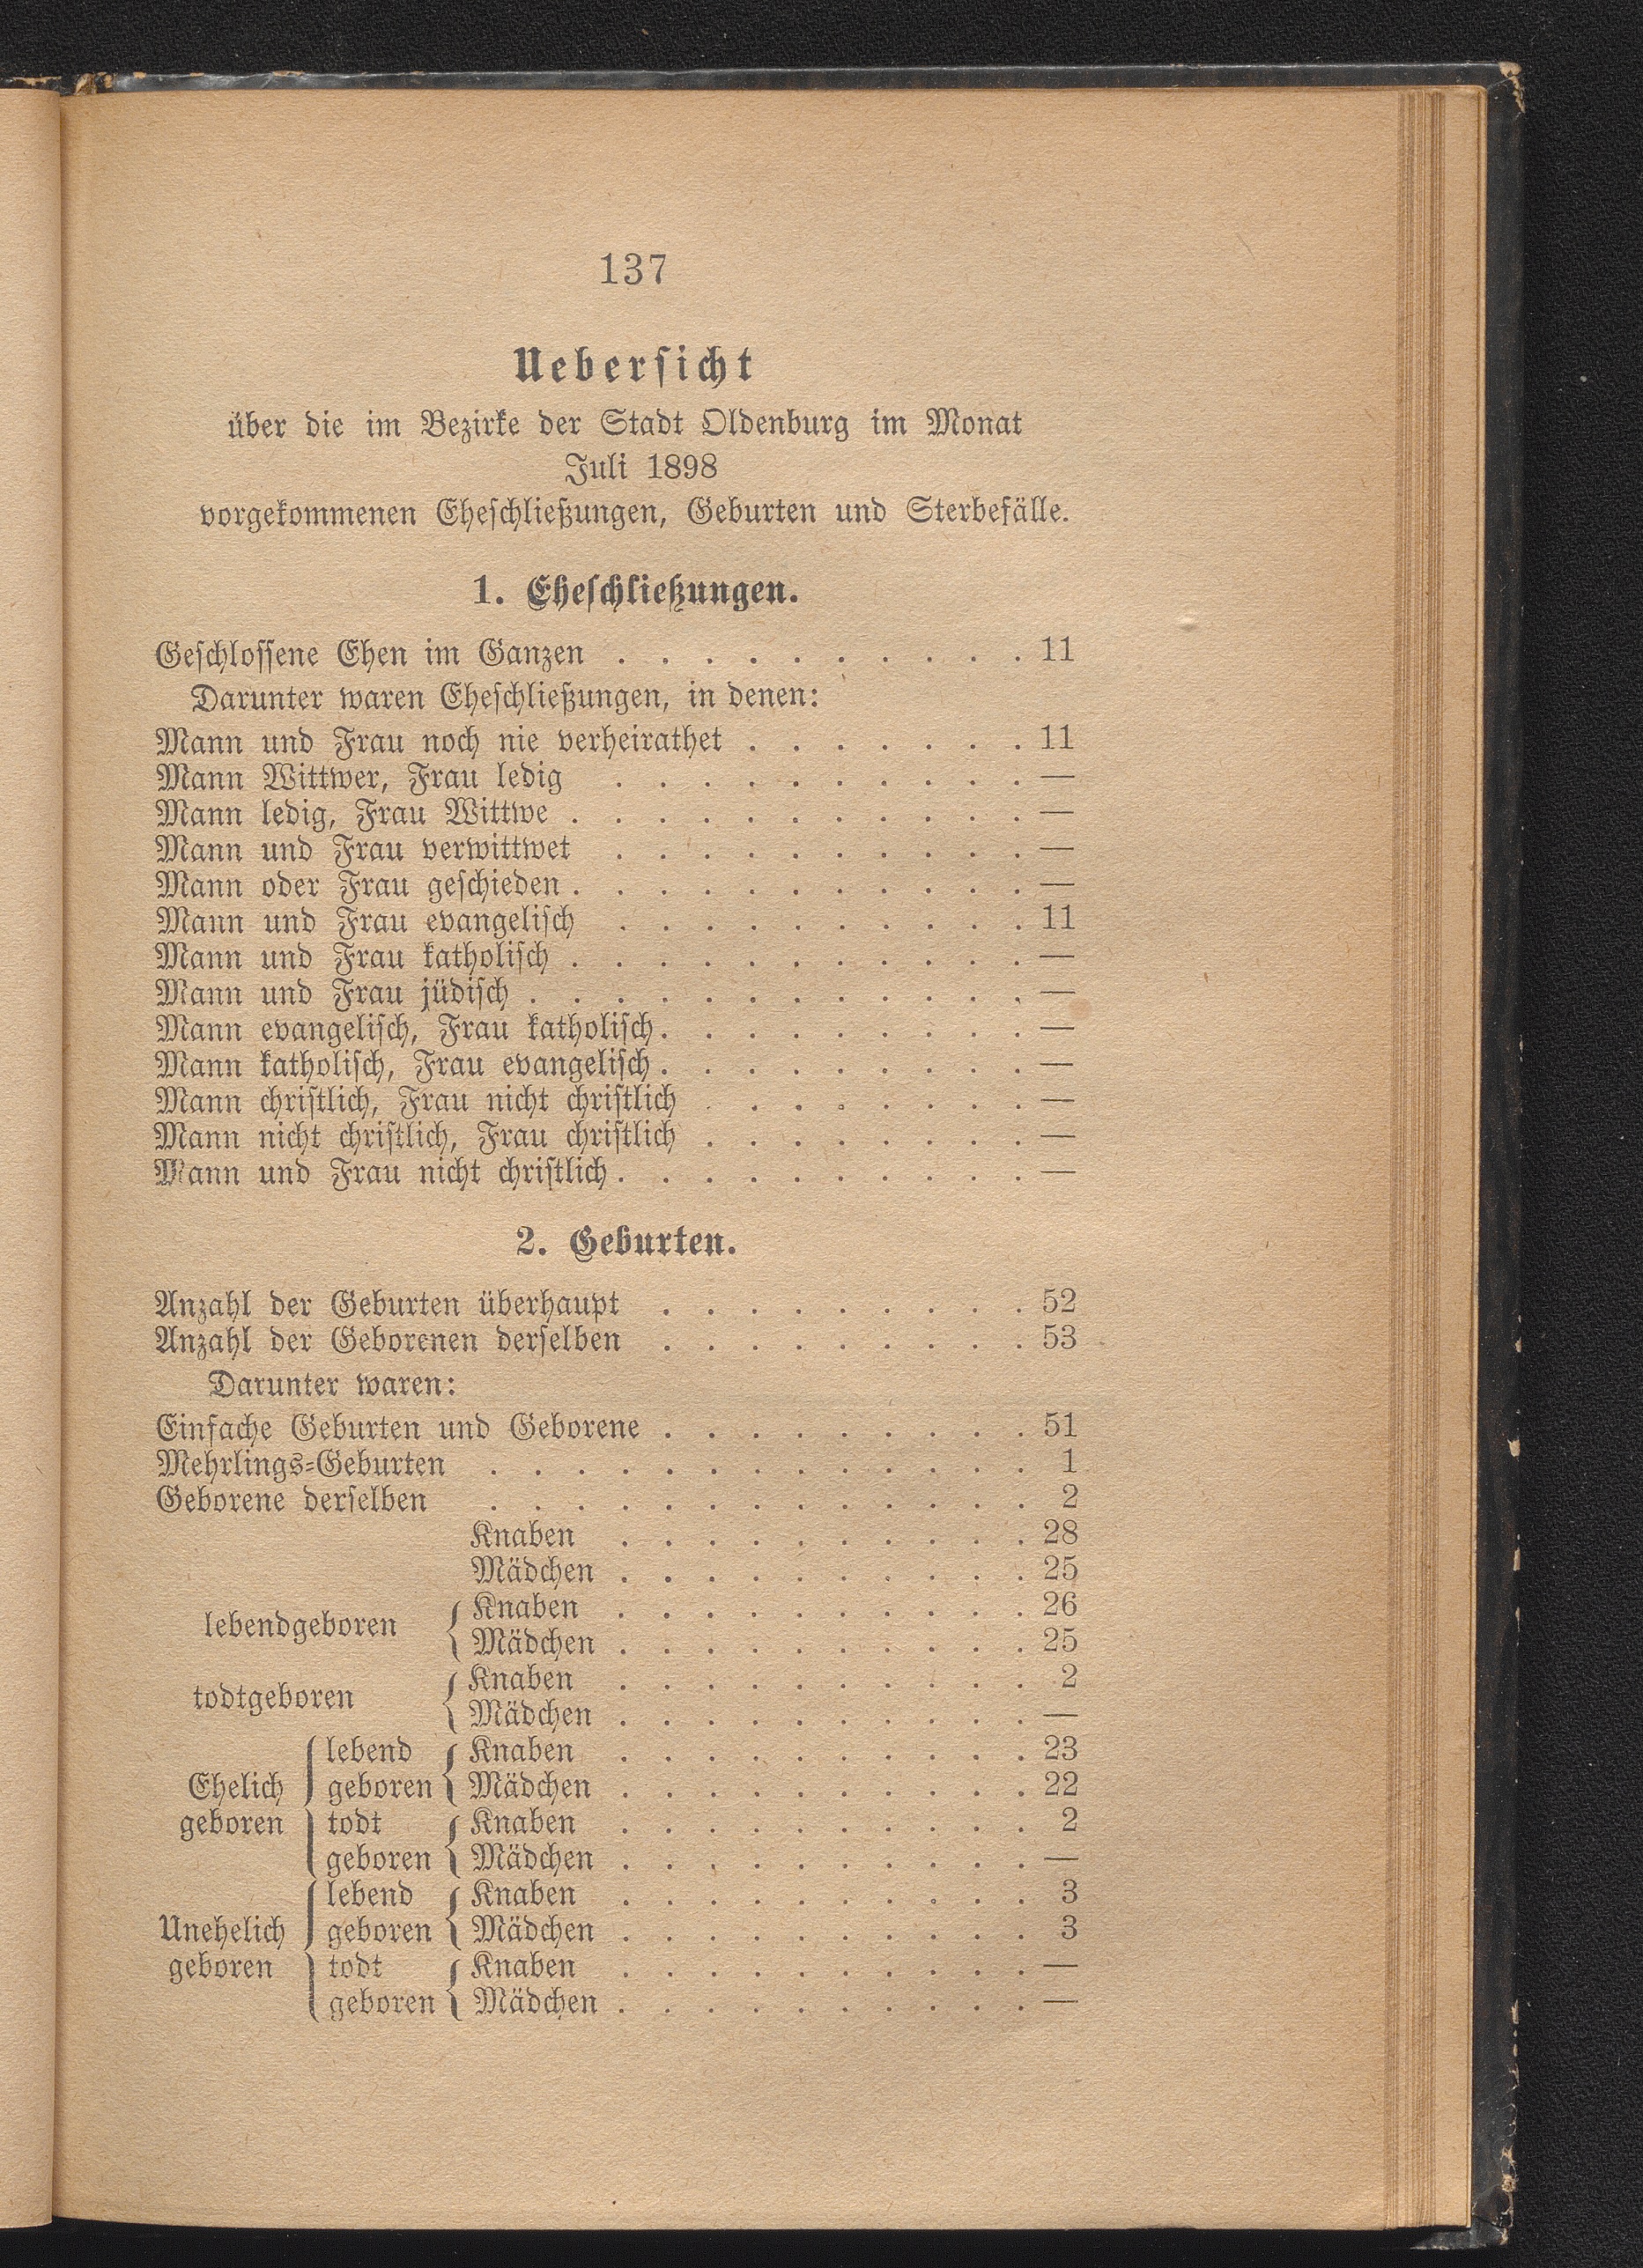 137
Uebersicht
über die im Bezirke der Stadt Oldenburg im Monat
Juli 1898
vorgekommenen Eheschließungen, Geburten und Sterbefälle.
1. Eheschließungen.
Geschlossene Ehen im Ganzen . . . . . . . . . . 11
Darunter waren Eheschließungen, in denen:
Mann und Frau noch nie verheirathet . . . . . . . 11
Mann Wittwer, Frau ledig . . . . . . . . . . —
Mann ledig, Frau Wittwe . . . . . . . . . . . —
Mann und Frau verwittwet . . . . . . . . . . —
Mann oder Frau geschieden . . . . . . . . . . . —
Mann und Frau evangelisch . . . . . . . . . . 11
Mann und Frau katholisch . . . . . . . . . . . —
Mann und Frau jüdisch . . . . . . . . . . . . —
Mann evangelisch, Frau katholisch . . . . . . . . . —
Mann katholisch, Frau evangelisch . . . . . . . . . —
Mann christlich, Frau nicht christlich . . . . . . . . —
Mann nicht christlich, Frau christlich . . . . . . . . —
Mann und Frau nicht christlich . . . . . . . . . . —
2. Geburten.
Anzahl der Geburten überhaupt . . . . . . . . . 52
Anzahl der Geborenen derselben . . . . . . . . . 53
Darunter waren:
Einfache Geburten und Geborene . . . . . . . . . 51
Mehrlings-Geburten . . . . . . . . . . . . . 1
Geborene derselben . . . . . . . . . . . . . 2
Knaben . . . . . . . . . . 28
Mädchen . . . . . . . . . . 25
lebendgeboren { Knaben . . . . . . . . . . 26
{ Mädchen . . . . . . . . . . 25
todtgeboren { Knaben . . . . . . . . . . 2
{ Mädchen . . . . . . . . . . —
lebend { Knaben . . . . . . . . . . 23
Ehelich { geboren { Mädchen . . . . . . . . . . 22
geboren { todt { Knaben . . . . . . . . . . 2
geboren { Mädchen . . . . . . . . . . —
lebend { Knaben . . . . . . . . . . 3
Unehelich { geboren { Mädchen . . . . . . . . . . 3
geboren { todt { Knaben . . . . . . . . . . —
geboren { Mädchen . . . . . . . . . . —